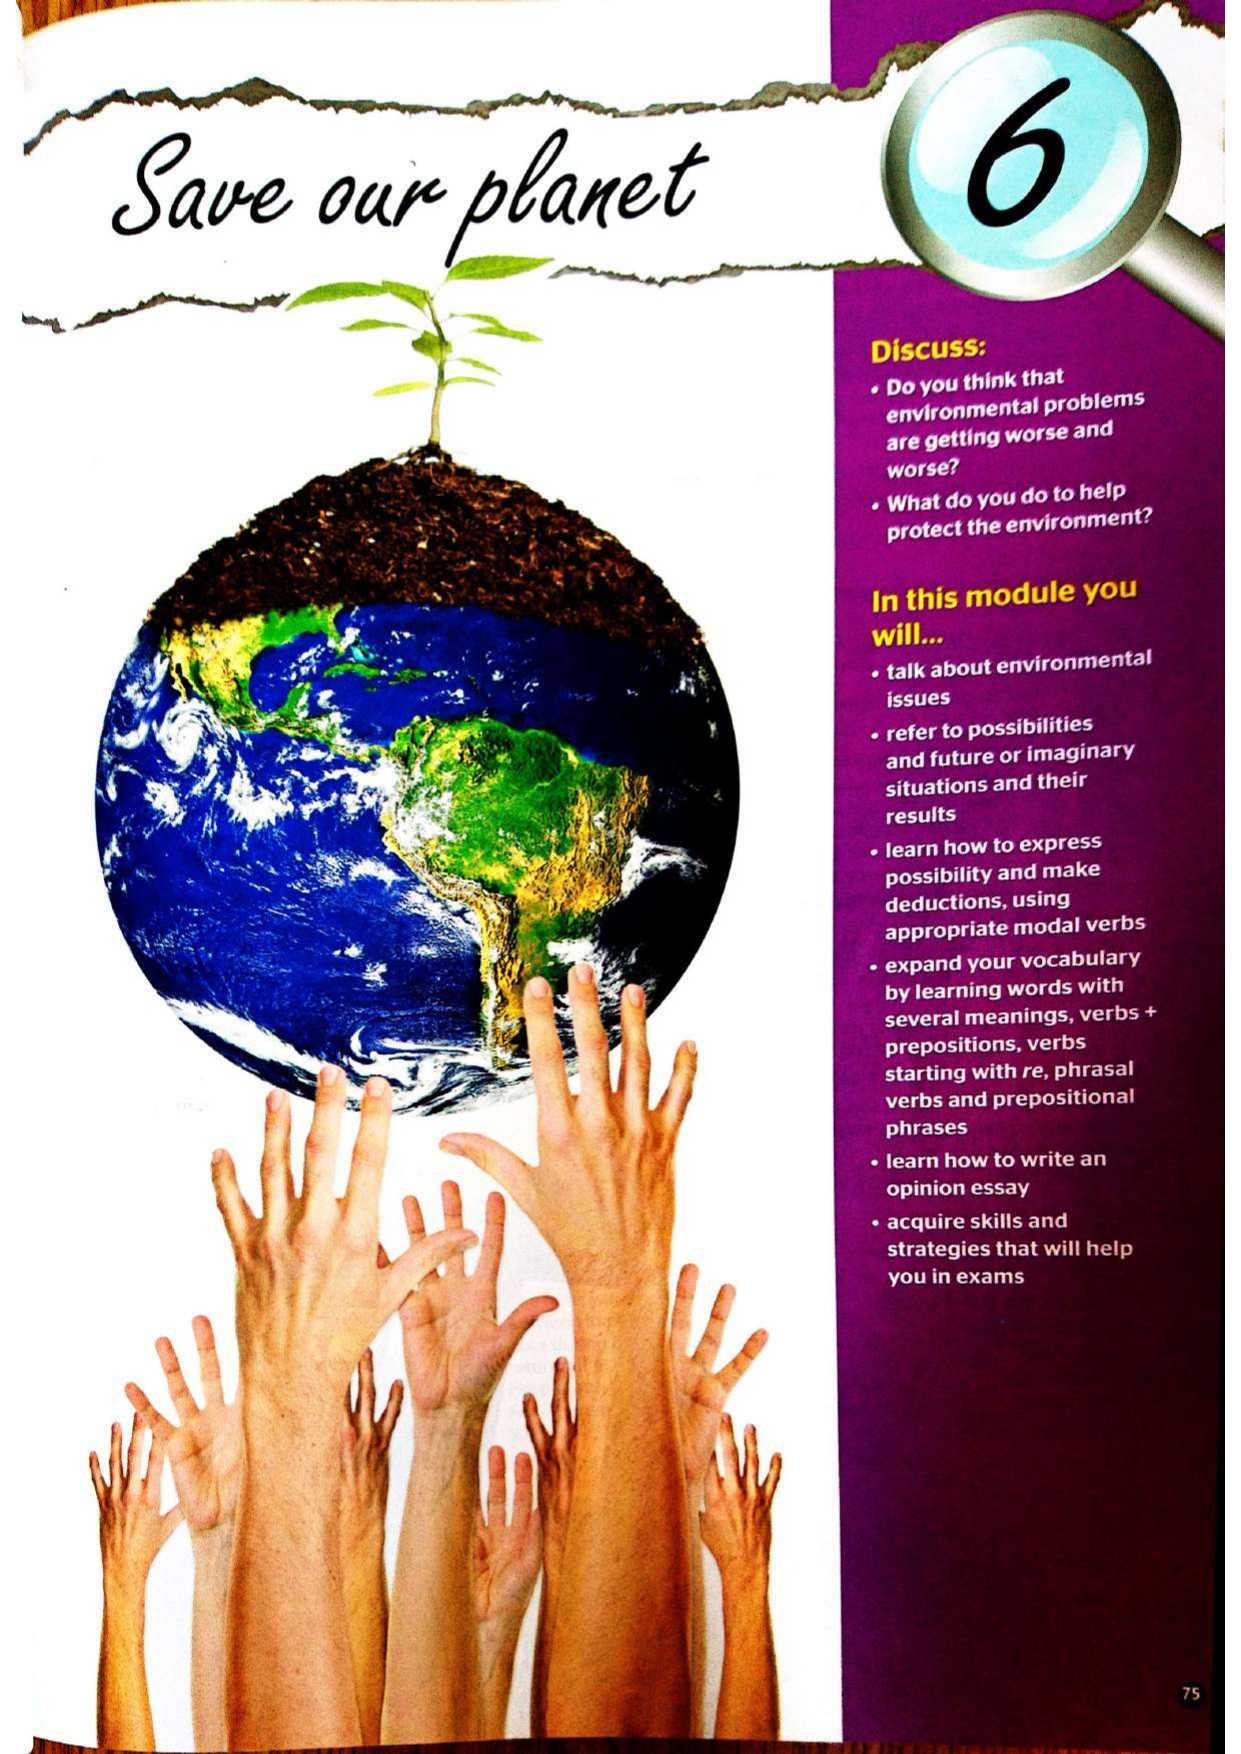 Save our planet
6
Discuss:
• Do you think that
environmental problems
are getting worse and
worse?
• What do you do to help
protect the environment?
In this module you
will...
• talk about environmental
issues
• refer to possibilities
and future or imaginary
situations and their
results
• learn how to express
possibility and make
deductions, using
appropriate modal verbs
• expand your vocabulary
by learning words with
several meanings, verbs +
prepositions, verbs
starting with re, phrasal
verbs and prepositional
phrases
• learn how to write an
opinion essay
• acquire skills and
strategies that will help
you in exams
75